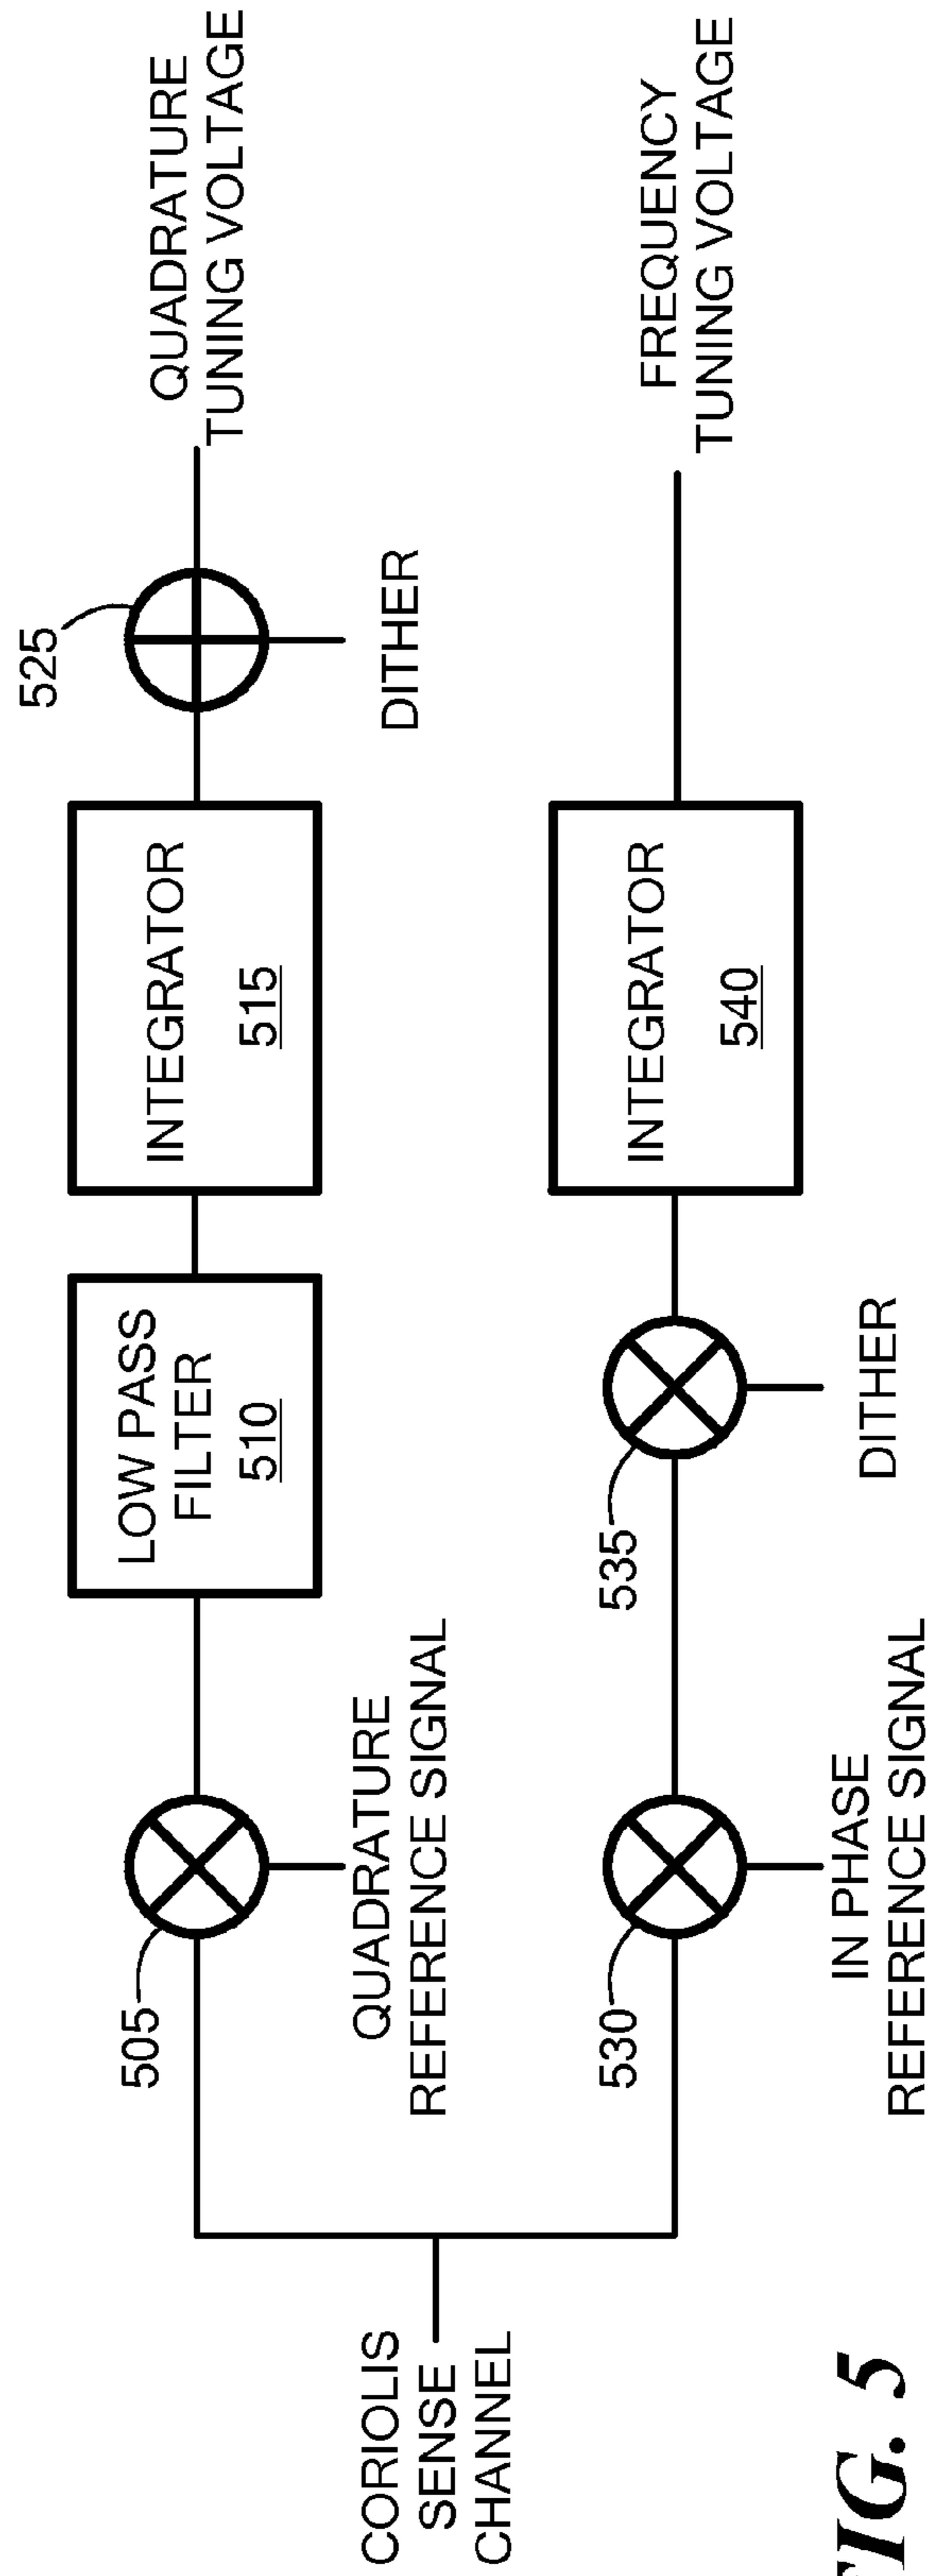 CORIOLIS
SENSE
CHANNEL
505
QUADRATURE
REFERENCE SIGNAL
LOW PASS
FILTER
510
INTEGRATOR
515
525
DITHER
QUADRATURE
TUNING VOLTAGE
530
IN PHASE
REFERENCE SIGNAL
535
DITHER
INTEGRATOR
540
FREQUENCY
TUNING VOLTAGE
FIG. 5